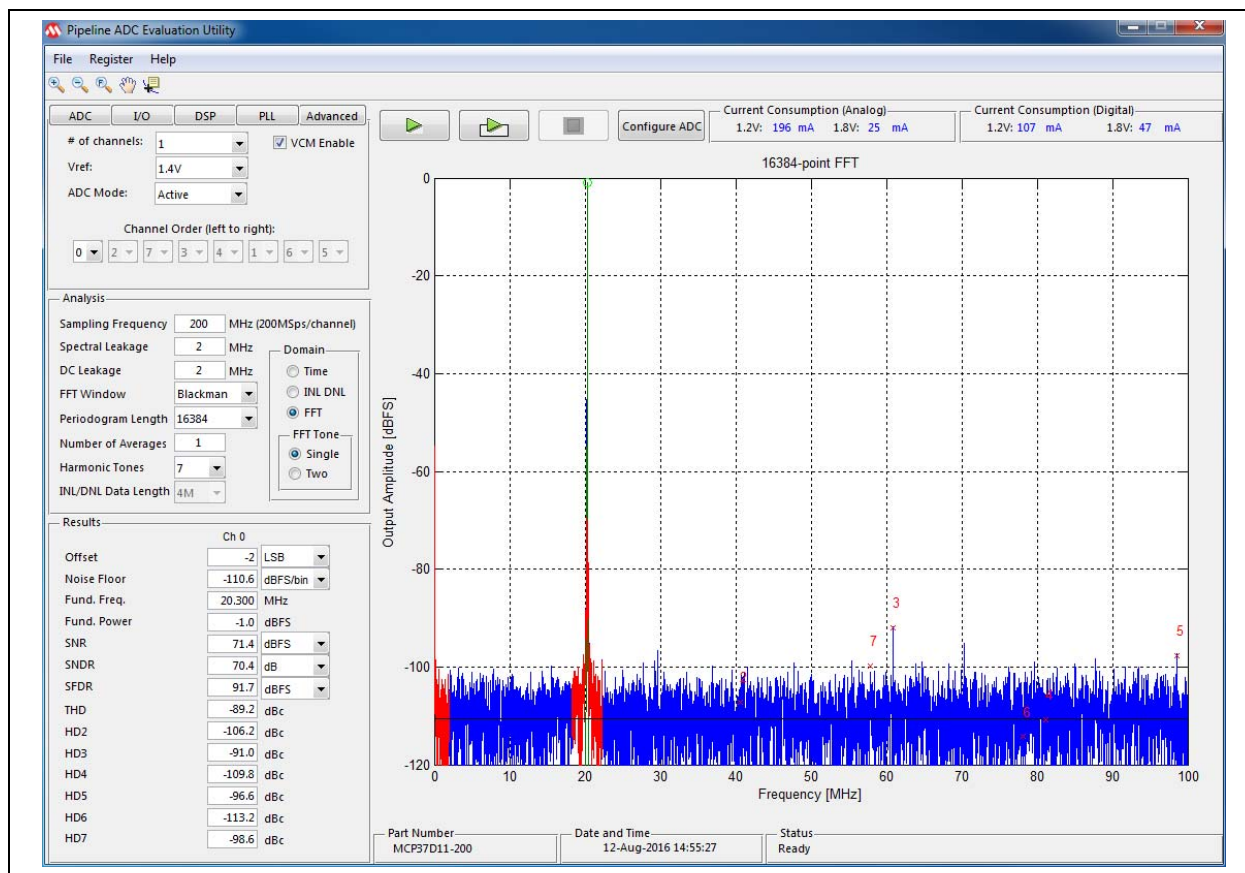 Pipeline ADC Evaluation Utility
File Register Help
ADC I/O DSP PLL Advanced
# of channels: 1 VCM Enable
Vref: 1.4V
ADC Mode: Active
Channel Order (left to right):
0 2 7 3 4 1 6 5
Analysis
Sampling Frequency 200 MHz (200MSps/channel)
Spectral Leakage 2 MHz
DC Leakage 2 MHz
FFT Window Blackman
Periodogram Length 16384
Number of Averages 1
Harmonic Tones 7
INL/DNL Data Length 4M
Domain
Time
INL DNL
FFT
FFT Tone
Single
Two
Results
Ch 0
Offset -2 LSB
Noise Floor -110.6 dBFS/bin
Fund. Freq. 20.300 MHz
Fund. Power -1.0 dBFS
SNR 71.4 dBFS
SNDR 70.4 dB
SFDR 91.7 dBFS
THD -89.2 dBc
HD2 -106.2 dBc
HD3 -91.0 dBc
HD4 -109.8 dBc
HD5 -96.6 dBc
HD6 -113.2 dBc
HD7 -98.6 dBc
Configure ADC
Current Consumption (Analog)
1.2V: 196 mA 1.8V: 25 mA
Current Consumption (Digital)
1.2V: 107 mA 1.8V: 47 mA
16384-point FFT
Output Amplitude [dBFS]
0
-20
-40
-60
-80
-100
-120
3
7
5
6
0 10 20 30 40 50 60 70 80 90 100
Frequency [MHz]
Part Number
MCP37D11-200
Date and Time
12-Aug-2016 14:55:27
Status
Ready